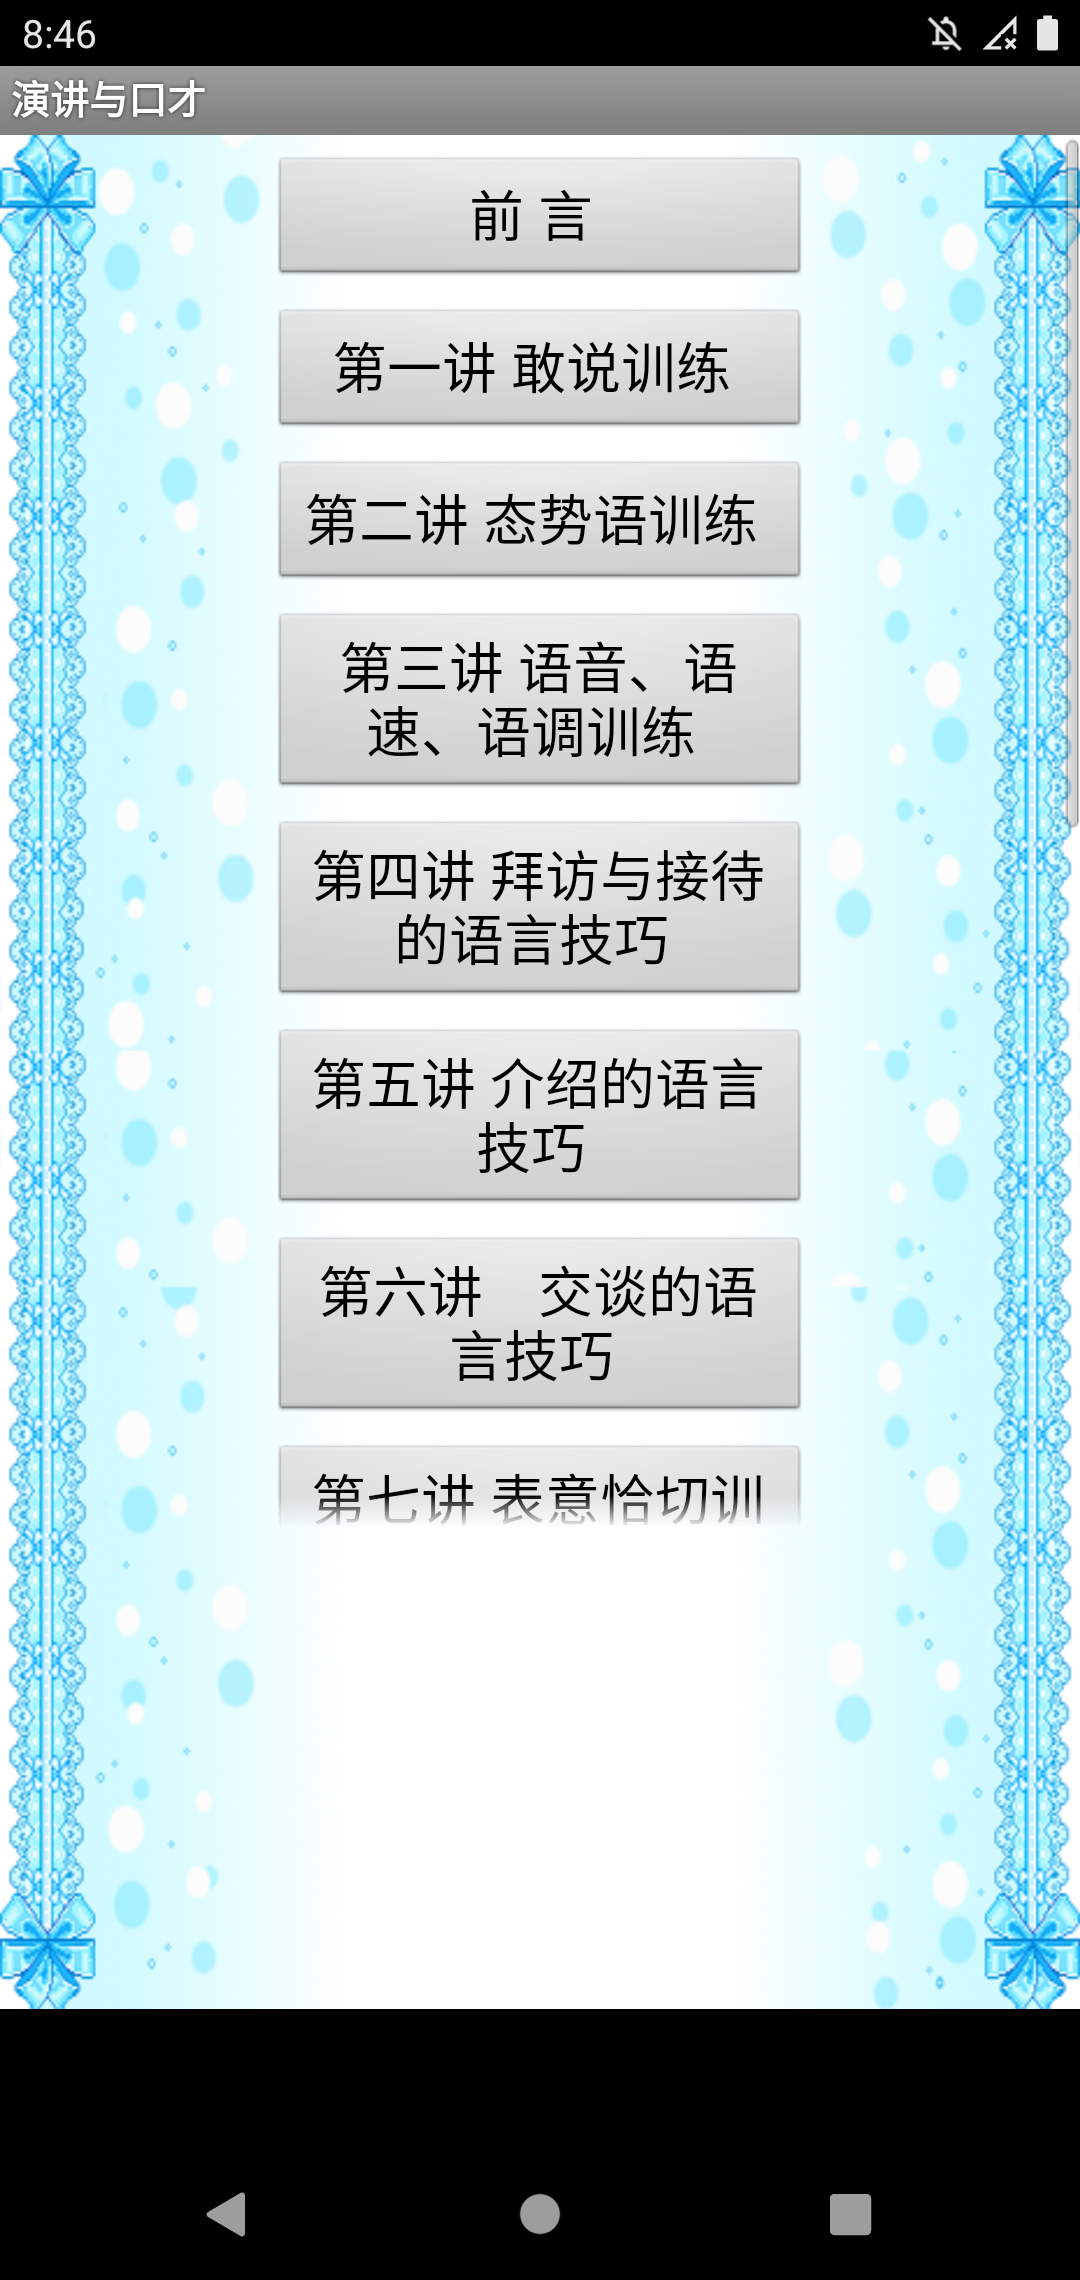 8:46
演讲与口才
前 言
第一讲 敢说训练
第二讲 态势语训练
第三讲 语音、语
速、语调训练
第四讲 拜访与接待
的语言技巧
第五讲 介绍的语言
技巧
第六讲　交谈的语
言技巧
第七讲 表意恰切训